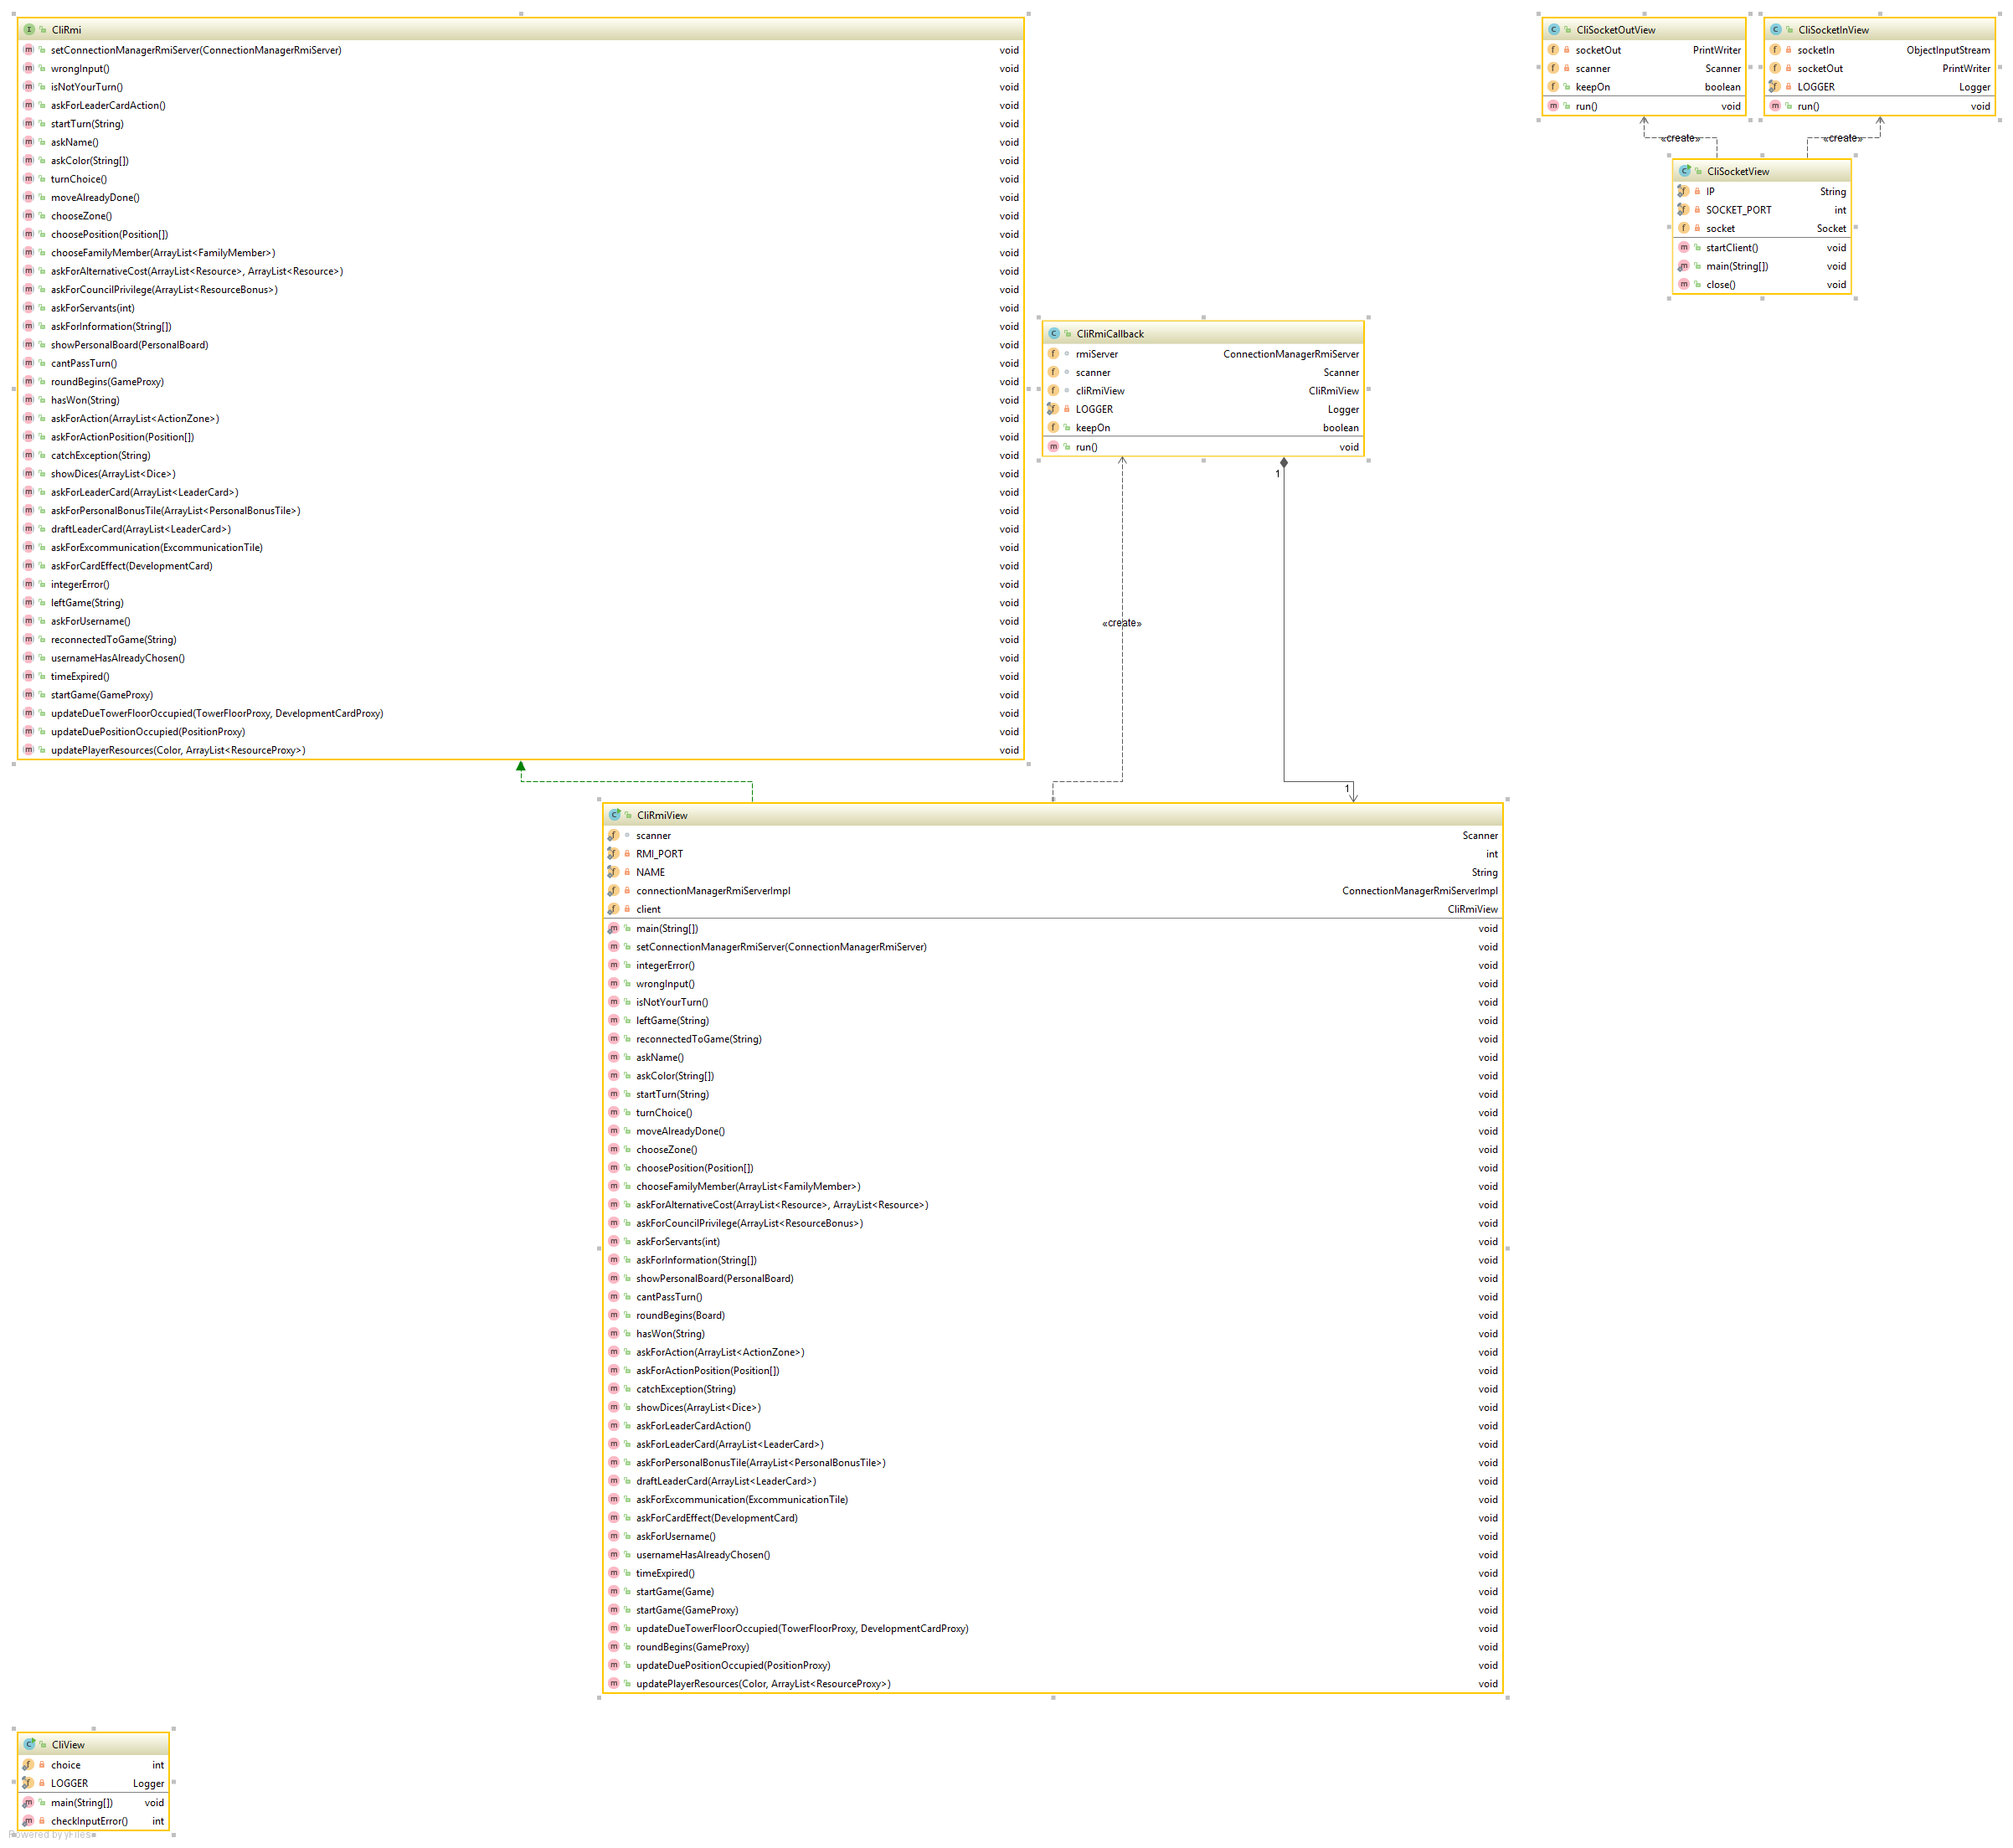 CliRmi
setConnectionManagerRmiServer(ConnectionManagerRmiServer) void
wrongInput() void
isNotYourTurn() void
askForLeaderCardAction() void
startTurn(String) void
askName() void
askColor(String[]) void
turnChoice() void
moveAlreadyDone() void
chooseZone() void
choosePosition(Position[]) void
chooseFamilyMember(ArrayList<FamilyMember>) void
askForAlternativeCost(ArrayList<Resource>, ArrayList<Resource>) void
askForCouncilPrivilege(ArrayList<ResourceBonus>) void
askForServants(int) void
askForInformation(String[]) void
showPersonalBoard(PersonalBoard) void
cantPassTurn() void
roundBegins(GameProxy) void
hasWon(String) void
askForAction(ArrayList<ActionZone>) void
askForActionPosition(Position[]) void
catchException(String) void
showDices(ArrayList<Dice>) void
askForLeaderCard(ArrayList<LeaderCard>) void
askForPersonalBonusTile(ArrayList<PersonalBonusTile>) void
draftLeaderCard(ArrayList<LeaderCard>) void
askForExcommunication(ExcommunicationTile) void
askForCardEffect(DevelopmentCard) void
integerError() void
leftGame(String) void
askForUsername() void
reconnectedToGame(String) void
usernameHasAlreadyChosen() void
timeExpired() void
startGame(GameProxy) void
updateDueTowerFloorOccupied(TowerFloorProxy, DevelopmentCardProxy) void
updateDuePositionOccupied(PositionProxy) void
updatePlayerResources(Color, ArrayList<ResourceProxy>) void
CliSocketOutView
socketOut PrintWriter
scanner Scanner
keepOn boolean
run() void
CliSocketInView
socketIn ObjectInputStream
socketOut PrintWriter
LOGGER Logger
run() void
«create»
«create»
CliSocketView
IP String
SOCKET_PORT int
socket Socket
startClient() void
main(String[]) void
close() void
CliRmiCallback
rmiServer ConnectionManagerRmiServer
scanner Scanner
cliRmiView CliRmiView
LOGGER Logger
keepOn boolean
run() void
1
«create»
1
CliRmiView
scanner Scanner
RMI_PORT int
NAME String
connectionManagerRmiServerImpl ConnectionManagerRmiServerImpl
client CliRmiView
main(String[]) void
setConnectionManagerRmiServer(ConnectionManagerRmiServer) void
integerError() void
wrongInput() void
isNotYourTurn() void
leftGame(String) void
reconnectedToGame(String) void
askName() void
askColor(String[]) void
startTurn(String) void
turnChoice() void
moveAlreadyDone() void
chooseZone() void
choosePosition(Position[]) void
chooseFamilyMember(ArrayList<FamilyMember>) void
askForAlternativeCost(ArrayList<Resource>, ArrayList<Resource>) void
askForCouncilPrivilege(ArrayList<ResourceBonus>) void
askForServants(int) void
askForInformation(String[]) void
showPersonalBoard(PersonalBoard) void
cantPassTurn() void
roundBegins(Board) void
hasWon(String) void
askForAction(ArrayList<ActionZone>) void
askForActionPosition(Position[]) void
catchException(String) void
showDices(ArrayList<Dice>) void
askForLeaderCardAction() void
askForLeaderCard(ArrayList<LeaderCard>) void
askForPersonalBonusTile(ArrayList<PersonalBonusTile>) void
draftLeaderCard(ArrayList<LeaderCard>) void
askForExcommunication(ExcommunicationTile) void
askForCardEffect(DevelopmentCard) void
askForUsername() void
usernameHasAlreadyChosen() void
timeExpired() void
startGame(Game) void
startGame(GameProxy) void
updateDueTowerFloorOccupied(TowerFloorProxy, DevelopmentCardProxy) void
roundBegins(GameProxy) void
updateDuePositionOccupied(PositionProxy) void
updatePlayerResources(Color, ArrayList<ResourceProxy>) void
CliView
choice int
LOGGER Logger
main(String[]) void
checkInputError() int
Powered by yFiles